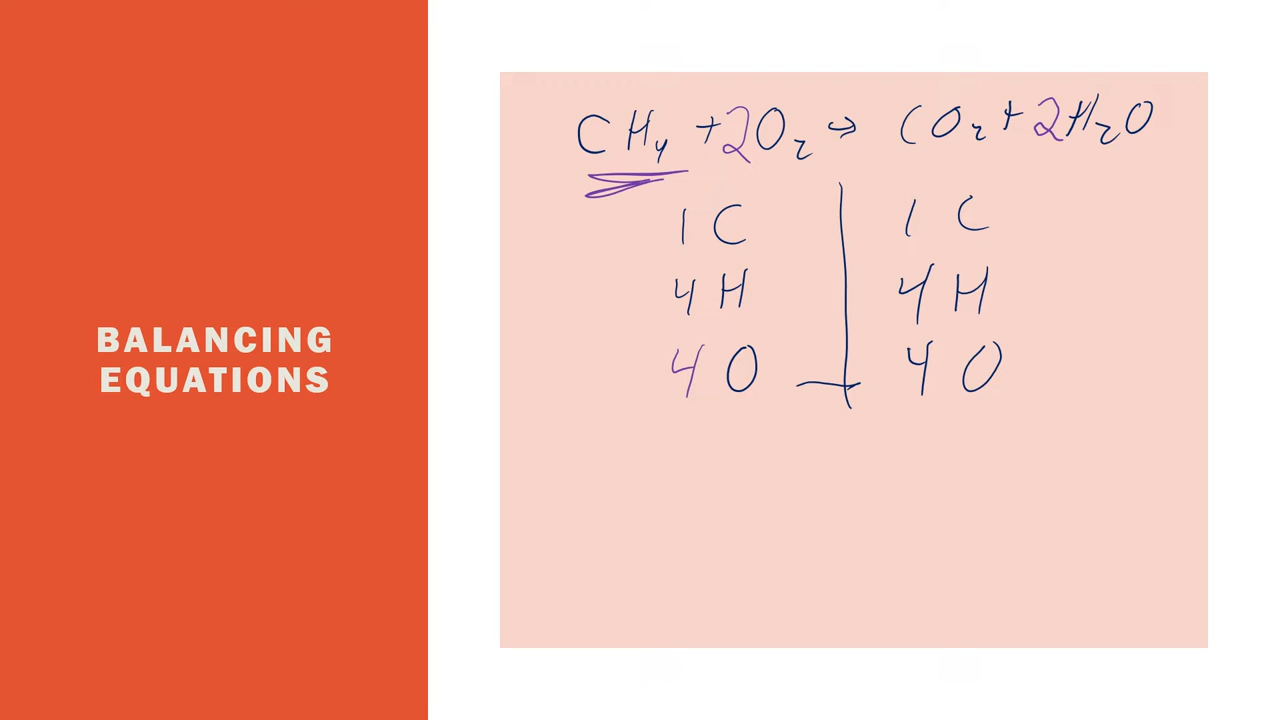 BALANCING
EQUATIONS
CH₄ + 2O₂ → CO₂ + 2H₂O
1 C 1 C
4 H 4 H
4 O 4 O